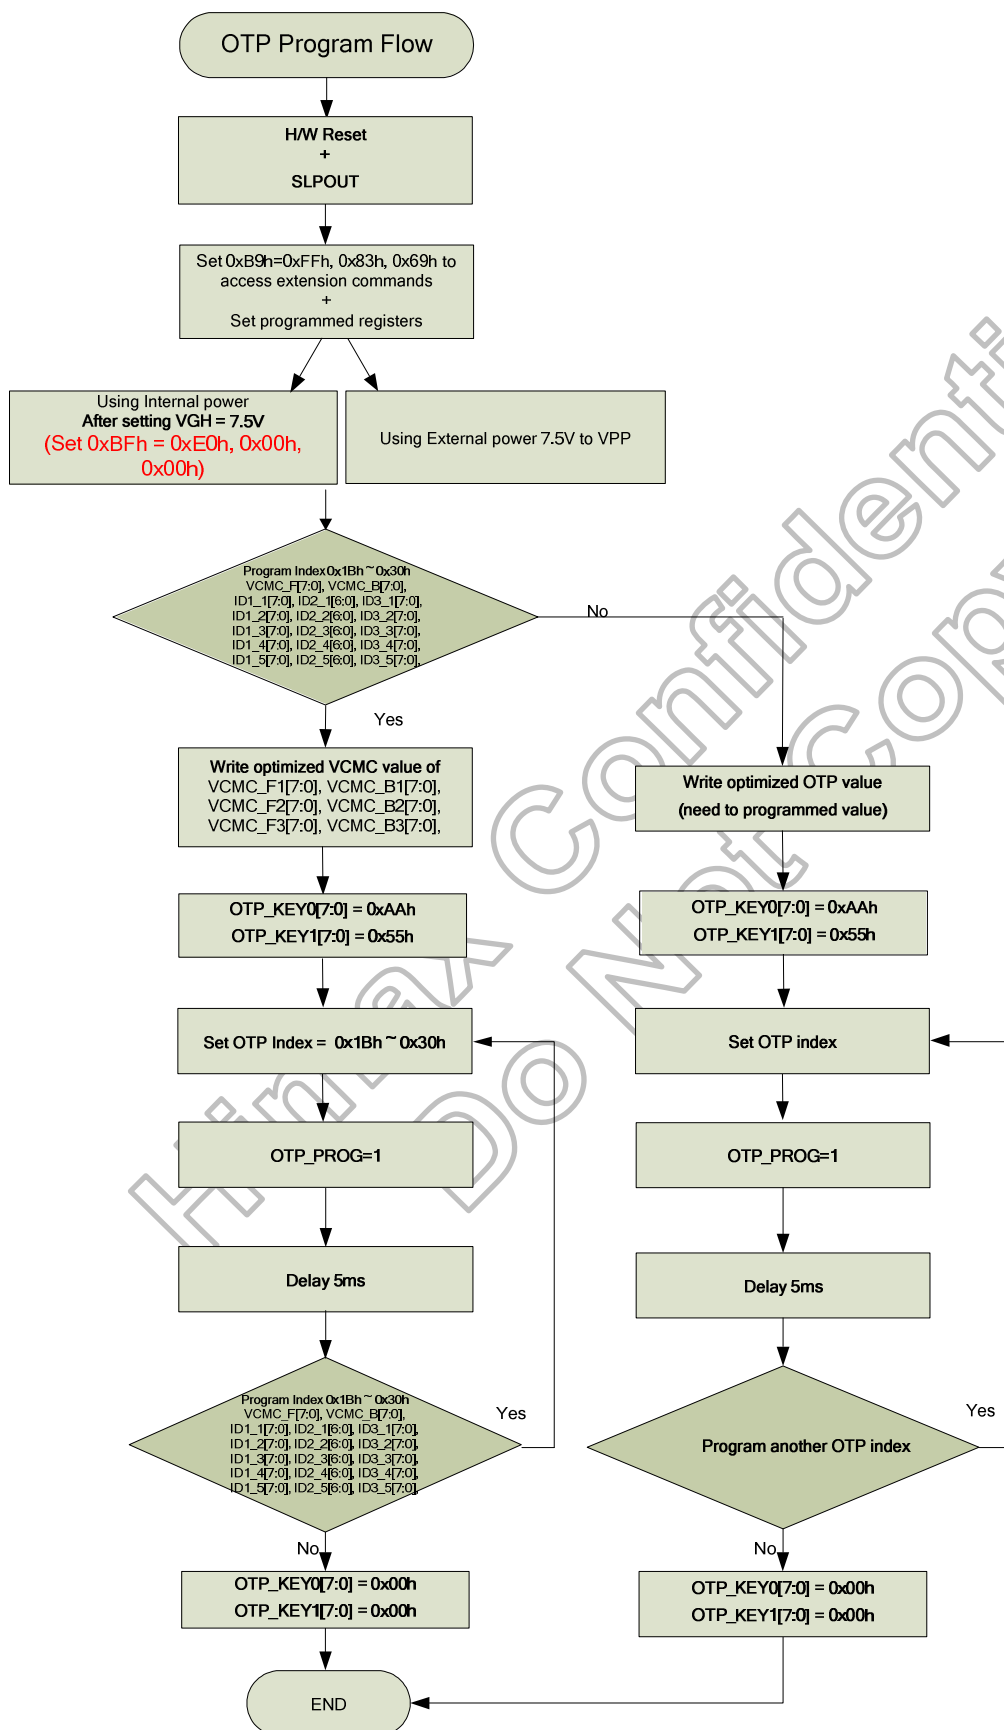 OTP Program Flow
H/W Reset
+
SLPOUT
Set 0xB9h=0xFFh, 0x83h, 0x69h to
access extension commands
+
Set programmed registers
Using Internal power
After setting VGH = 7.5V
(Set 0xBFh = 0xE0h, 0x00h,
0x00h)
Using External power 7.5V to VPP
Program Index 0x1Bh ~ 0x30h
VCMC_F[7:0], VCMC_B[7:0],
ID1_1[7:0], ID2_1[6:0], ID3_1[7:0],
ID1_2[7:0], ID2_2[6:0], ID3_2[7:0],
ID1_3[7:0], ID2_3[6:0], ID3_3[7:0],
ID1_4[7:0], ID2_4[6:0], ID3_4[7:0],
ID1_5[7:0], ID2_5[6:0], ID3_5[7:0],
No
Yes
Write optimized VCMC value of
VCMC_F1[7:0], VCMC_B1[7:0],
VCMC_F2[7:0], VCMC_B2[7:0],
VCMC_F3[7:0], VCMC_B3[7:0],
Write optimized OTP value
(need to programmed value)
OTP_KEY0[7:0] = 0xAAh
OTP_KEY1[7:0] = 0x55h
OTP_KEY0[7:0] = 0xAAh
OTP_KEY1[7:0] = 0x55h
Set OTP Index = 0x1Bh ~ 0x30h
Set OTP index
OTP_PROG=1
OTP_PROG=1
Delay 5ms
Delay 5ms
Program Index 0x1Bh ~ 0x30h
VCMC_F[7:0], VCMC_B[7:0],
ID1_1[7:0], ID2_1[6:0], ID3_1[7:0],
ID1_2[7:0], ID2_2[6:0], ID3_2[7:0],
ID1_3[7:0], ID2_3[6:0], ID3_3[7:0],
ID1_4[7:0], ID2_4[6:0], ID3_4[7:0],
ID1_5[7:0], ID2_5[6:0], ID3_5[7:0],
Yes
Program another OTP index
Yes
No
No
OTP_KEY0[7:0] = 0x00h
OTP_KEY1[7:0] = 0x00h
OTP_KEY0[7:0] = 0x00h
OTP_KEY1[7:0] = 0x00h
END
Himax Confidenti
Do Not Cop